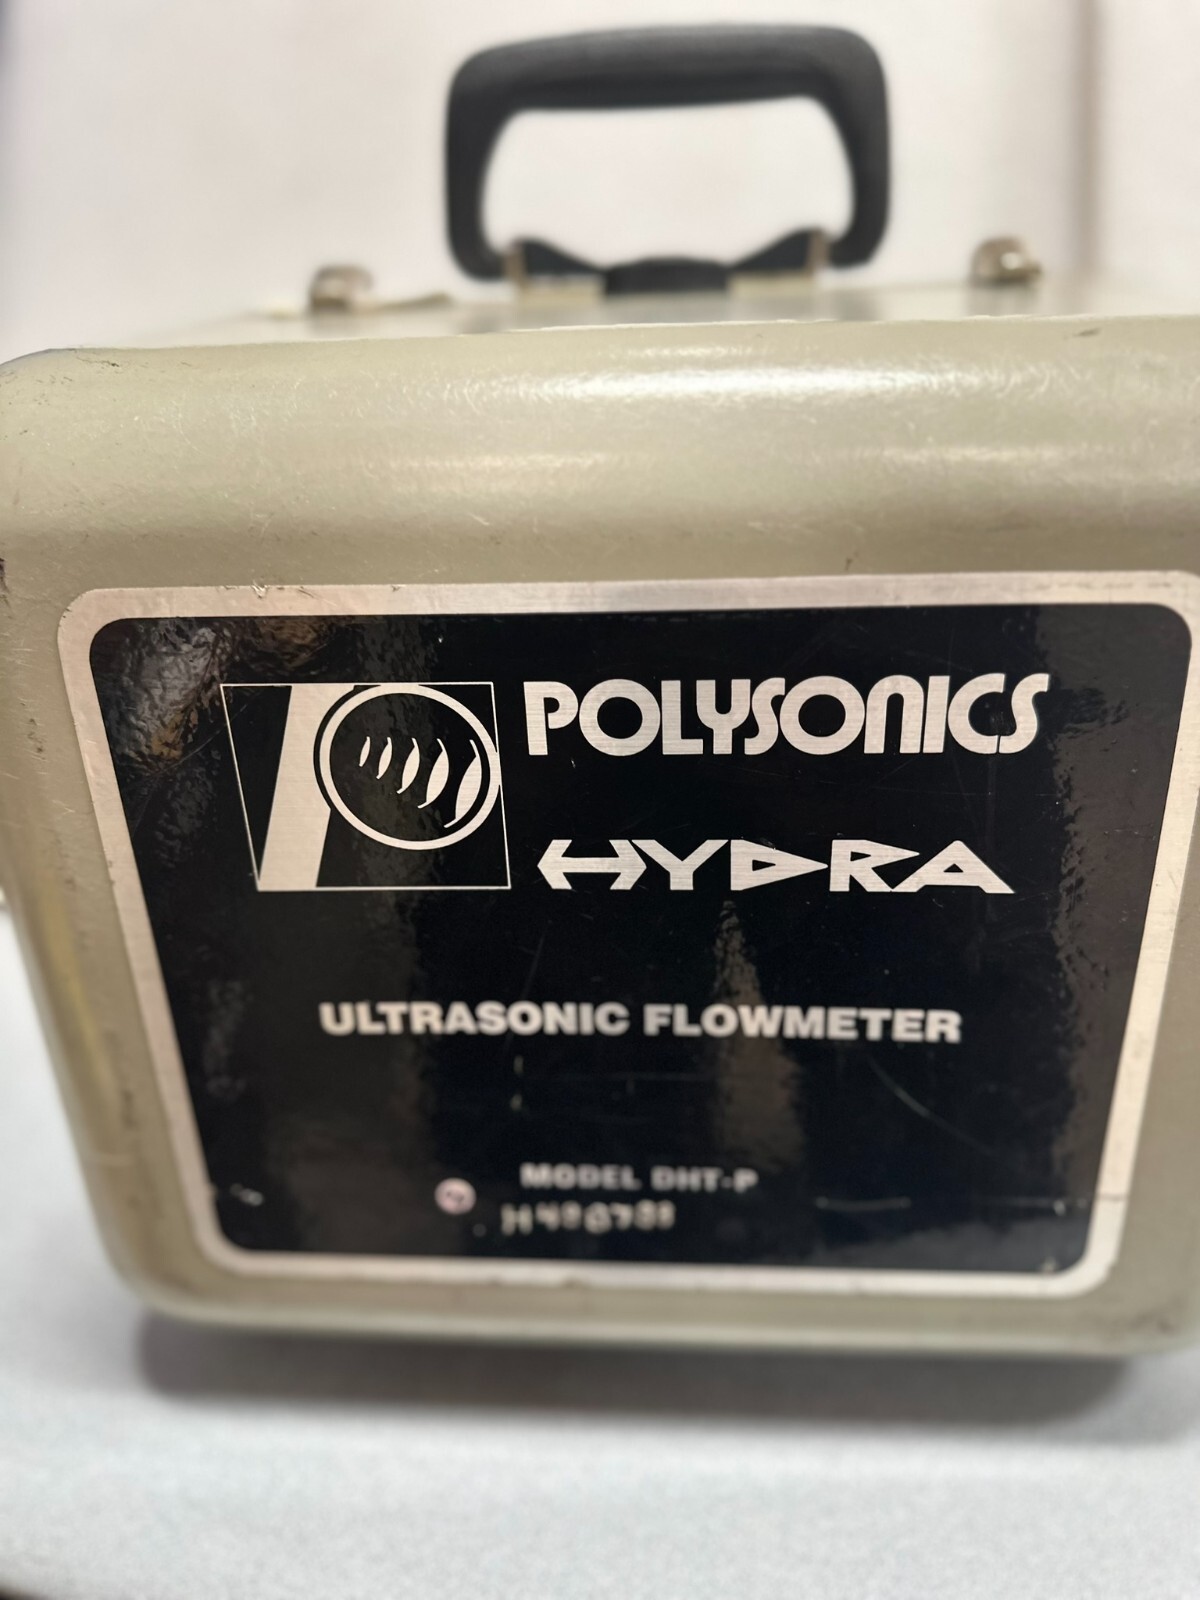 POLYSONICS
HYDRA
ULTRASONIC FLOWMETER
MODEL DHT-P